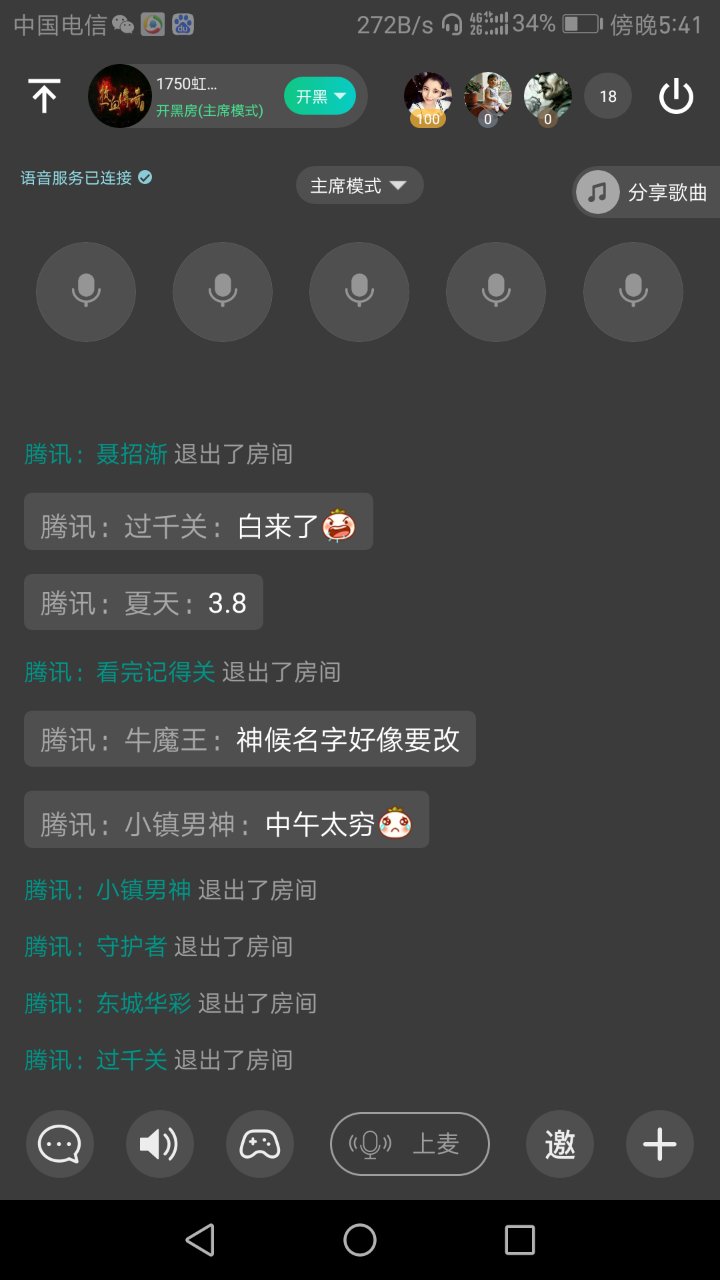 中国电信 272B/s 4G 2G 34% 傍晚5:41
1750虹...
开黑房(主席模式)
开黑
100 0 0 18
语音服务已连接 主席模式 分享歌曲
腾讯：聂招渐 退出了房间
腾讯：过千关：白来了
腾讯：夏天：3.8
腾讯：看完记得关 退出了房间
腾讯：牛魔王：神候名字好像要改
腾讯：小镇男神：中午太穷
腾讯：小镇男神 退出了房间
腾讯：守护者 退出了房间
腾讯：东城华彩 退出了房间
腾讯：过千关 退出了房间
上麦 邀